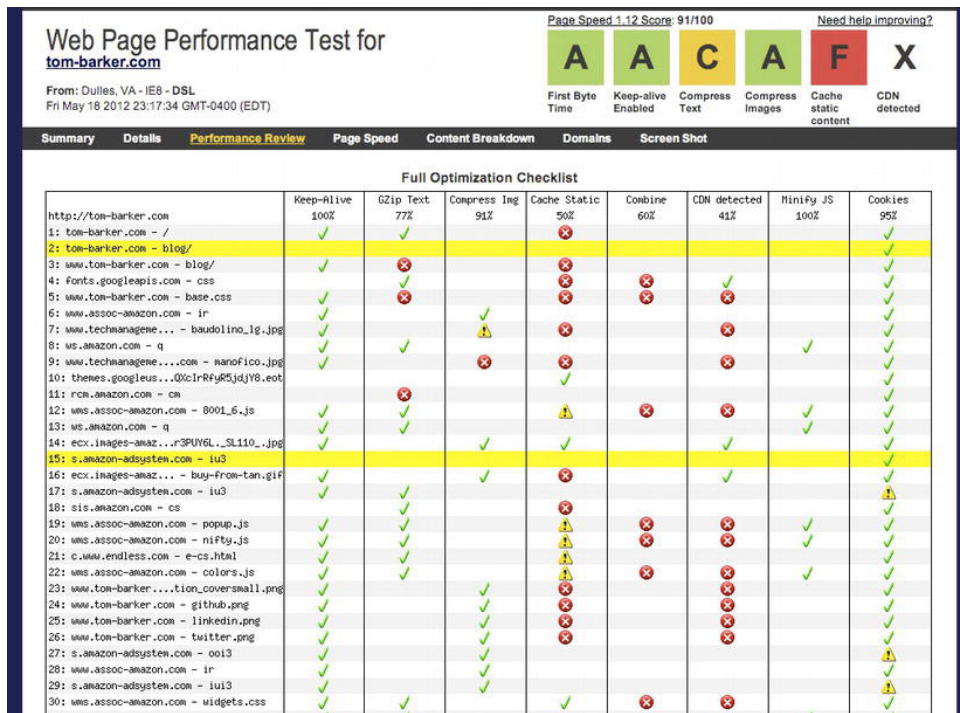 Web Page Performance Test for
tom-barker.com
From: Dulles, VA - IE8 - DSL
Fri May 18 2012 23:17:34 GMT-0400 (EDT)
Page Speed 1.12 Score: 91/100 Need help improving?
A A C A F X
First Byte Time Keep-alive Enabled Compress Text Compress Images Cache static content CDN detected
Summary Details Performance Review Page Speed Content Breakdown Domains Screen Shot
Full Optimization Checklist
Keep-Alive GZip Text Compress Img Cache Static Combine CDN detected Minify JS Cookies
http://tom-barker.com 100% 77% 91% 50% 60% 41% 100% 95%
1: tom-barker.com - /
2: tom-barker.com - blog/
3: www.tom-barker.com - blog/
4: fonts.googleapis.com - css
5: www.tom-barker.com - base.css
6: www.assoc-amazon.com - ir
7: www.techmanageme... - baudolino_lg.jpg
8: ws.amazon.com - q
9: www.techmanageme....com - manofico.jpg
10: themes.googleus...QXcIrRfyR5jdjY8.eot
11: rcm.amazon.com - cm
12: wms.assoc-amazon.com - 8001_6.js
13: ws.amazon.com - q
14: ecx.images-amaz...r3PUY6L._SL110_.jpg
15: s.amazon-adsystem.com - iu3
16: ecx.images-amaz... - buy-from-tan.gif
17: s.amazon-adsystem.com - iu3
18: sis.amazon.com - cs
19: wms.assoc-amazon.com - popup.js
20: wms.assoc-amazon.com - nifty.js
21: c.www.endless.com - e-cs.html
22: wms.assoc-amazon.com - colors.js
23: www.tom-barker....tion_coversmall.png
24: www.tom-barker.com - github.png
25: www.tom-barker.com - linkedin.png
26: www.tom-barker.com - twitter.png
27: s.amazon-adsystem.com - ooi3
28: www.assoc-amazon.com - ir
29: s.amazon-adsystem.com - iui3
30: wms.assoc-amazon.com - widgets.css